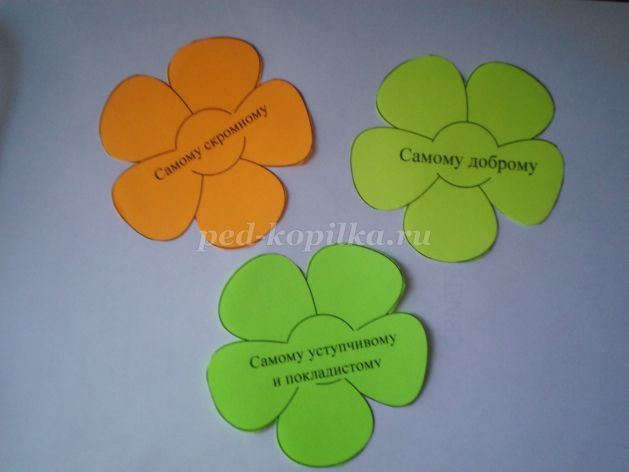 Самому скромному
Самому доброму
ped-kopilka.ru
Самому уступчивому
и покладистому